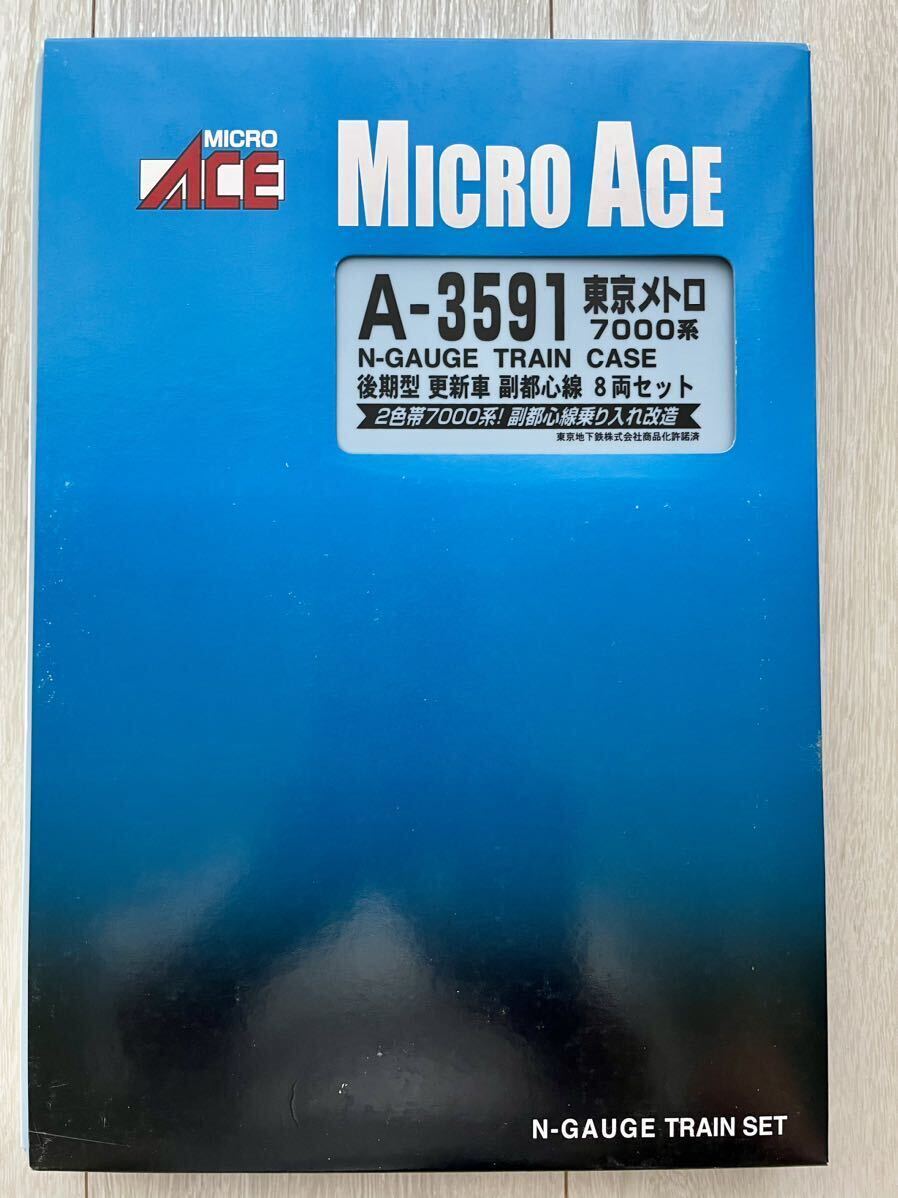 MICRO
ACE
MICRO ACE
A-3591 東京メトロ
7000系
N-GAUGE TRAIN CASE
後期型 更新車 副都心線 8両セット
2色帯7000系！副都心線乗り入れ改造
東京地下鉄株式会社商品化許諾済
N-GAUGE TRAIN SET